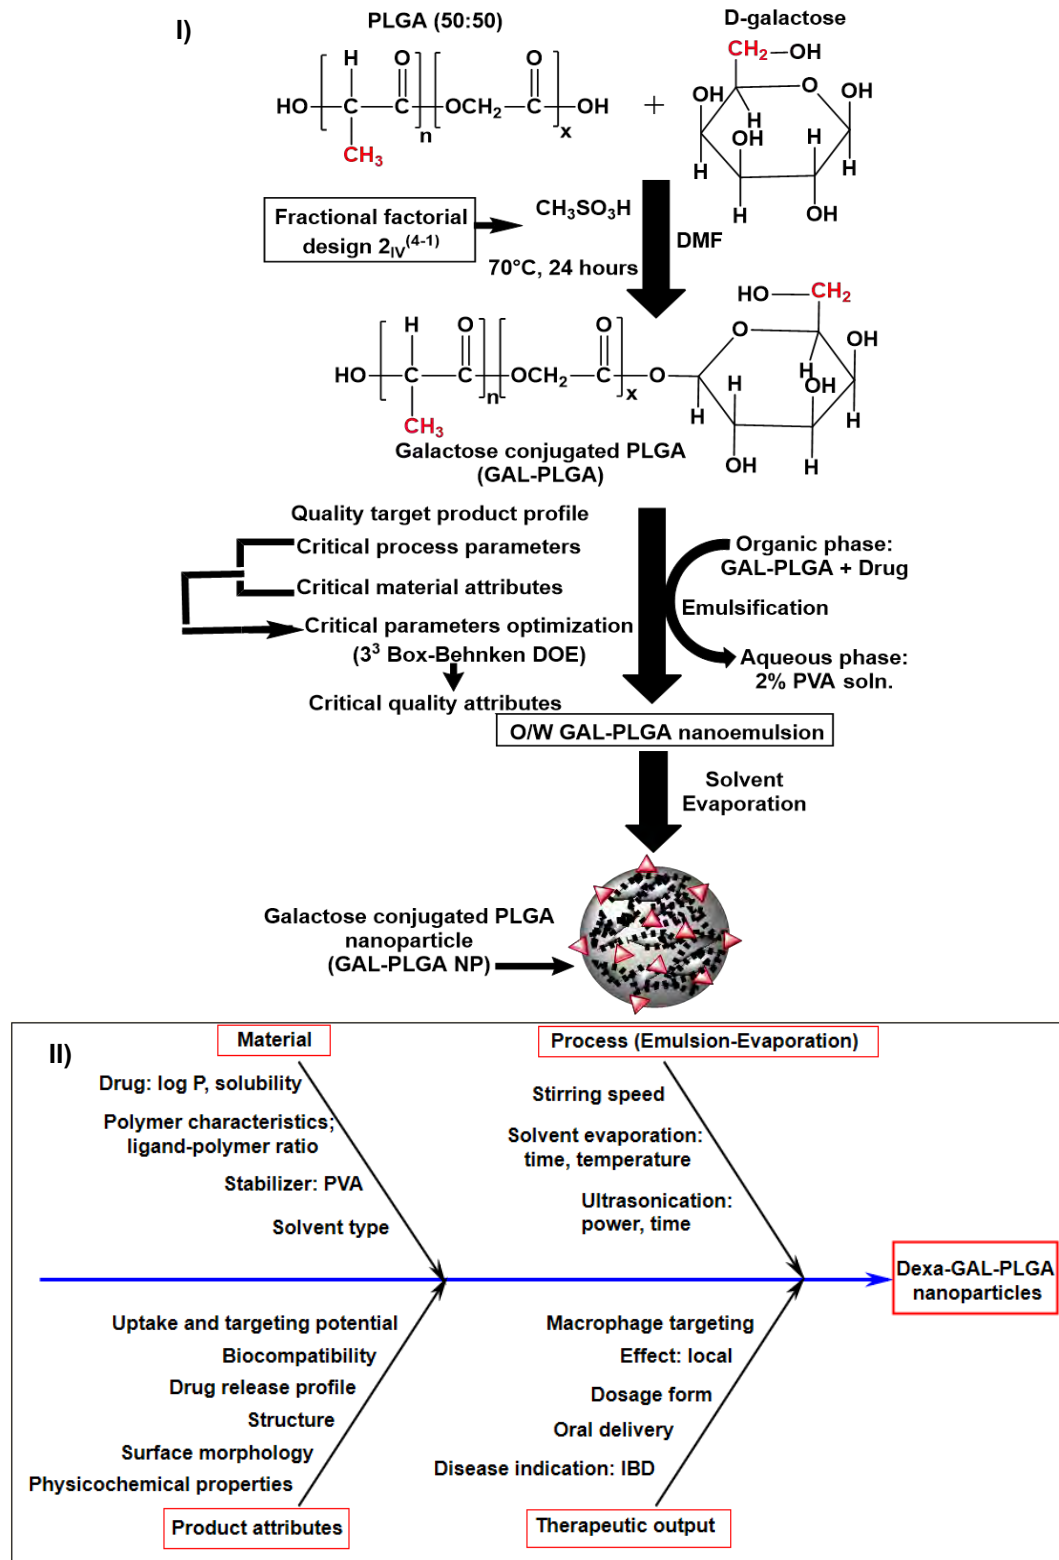 I)
PLGA (50:50)
D-galactose
H
O
O
HO
C
C
OCH2
C
OH
n
x
CH3
+
CH2
OH
O
OH
OH
H
OH
H
H
H
H
OH
Fractional factorial
design 2IV(4-1)
CH3SO3H
70°C, 24 hours
DMF
HO
CH2
H
O
O
HO
C
C
OCH2
C
O
n
x
CH3
O
OH
H
OH
H
H
H
OH
H
Galactose conjugated PLGA
(GAL-PLGA)
Quality target product profile
Critical process parameters
Critical material attributes
Critical parameters optimization
(3³ Box-Behnken DOE)
Critical quality attributes
Organic phase:
GAL-PLGA + Drug
Emulsification
Aqueous phase:
2% PVA soln.
O/W GAL-PLGA nanoemulsion
Solvent
Evaporation
Galactose conjugated PLGA
nanoparticle
(GAL-PLGA NP)
II)
Material
Process (Emulsion-Evaporation)
Drug: log P, solubility
Polymer characteristics;
ligand-polymer ratio
Stabilizer: PVA
Solvent type
Stirring speed
Solvent evaporation:
time, temperature
Ultrasonication:
power, time
Dexa-GAL-PLGA
nanoparticles
Uptake and targeting potential
Biocompatibility
Drug release profile
Structure
Surface morphology
Physicochemical properties
Product attributes
Macrophage targeting
Effect: local
Dosage form
Oral delivery
Disease indication: IBD
Therapeutic output